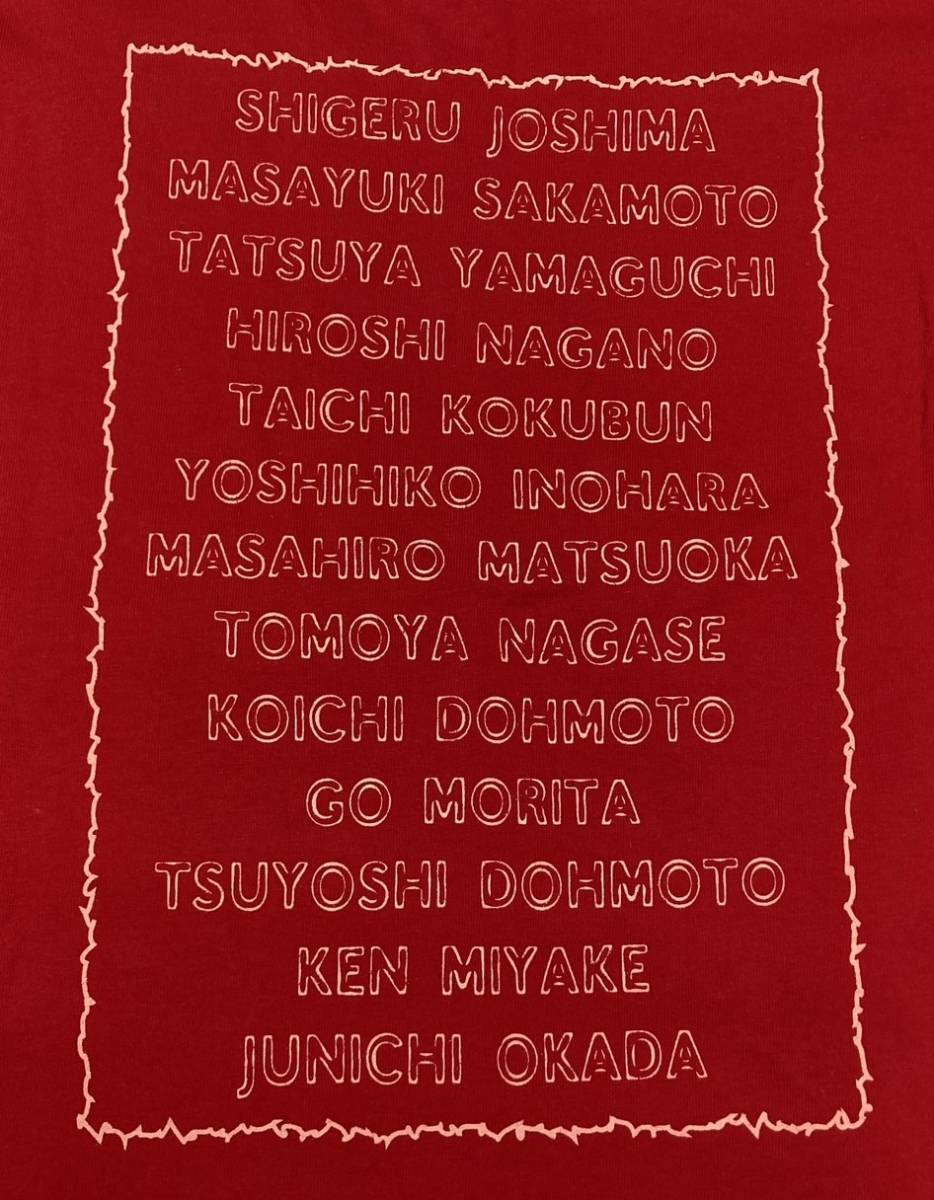 SHIGERU JOSHIMA
MASAYUKI SAKAMOTO
TATSUYA YAMAGUCHI
HIROSHI NAGANO
TAICHI KOKUBUN
YOSHIHIKO INOHARA
MASAHIRO MATSUOKA
TOMOYA NAGASE
KOICHI DOHMOTO
GO MORITA
TSUYOSHI DOHMOTO
KEN MIYAKE
JUNICHI OKADA